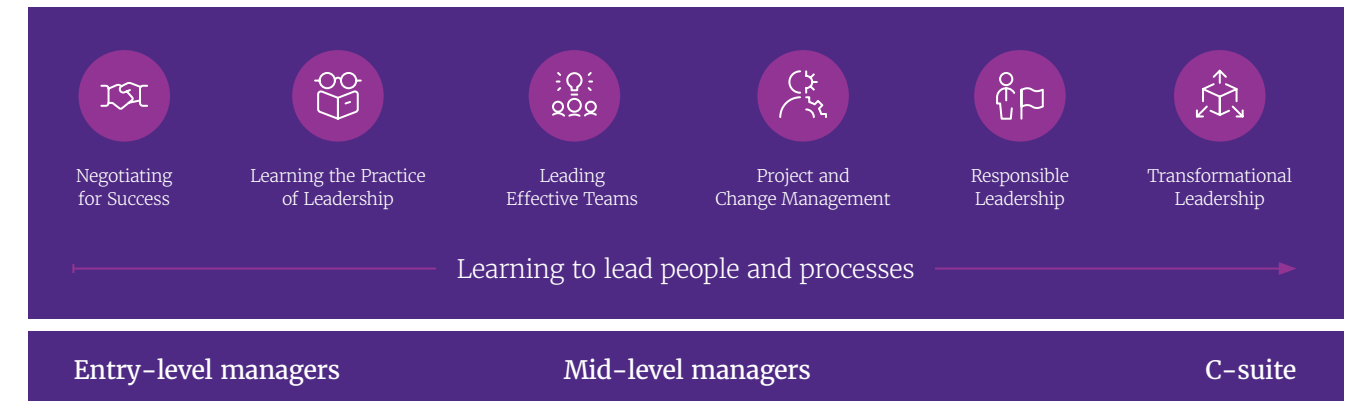 Negotiating
for Success
Learning the Practice
of Leadership
Leading
Effective Teams
Project and
Change Management
Responsible
Leadership
Transformational
Leadership
Learning to lead people and processes
Entry-level managers
Mid-level managers
C-suite